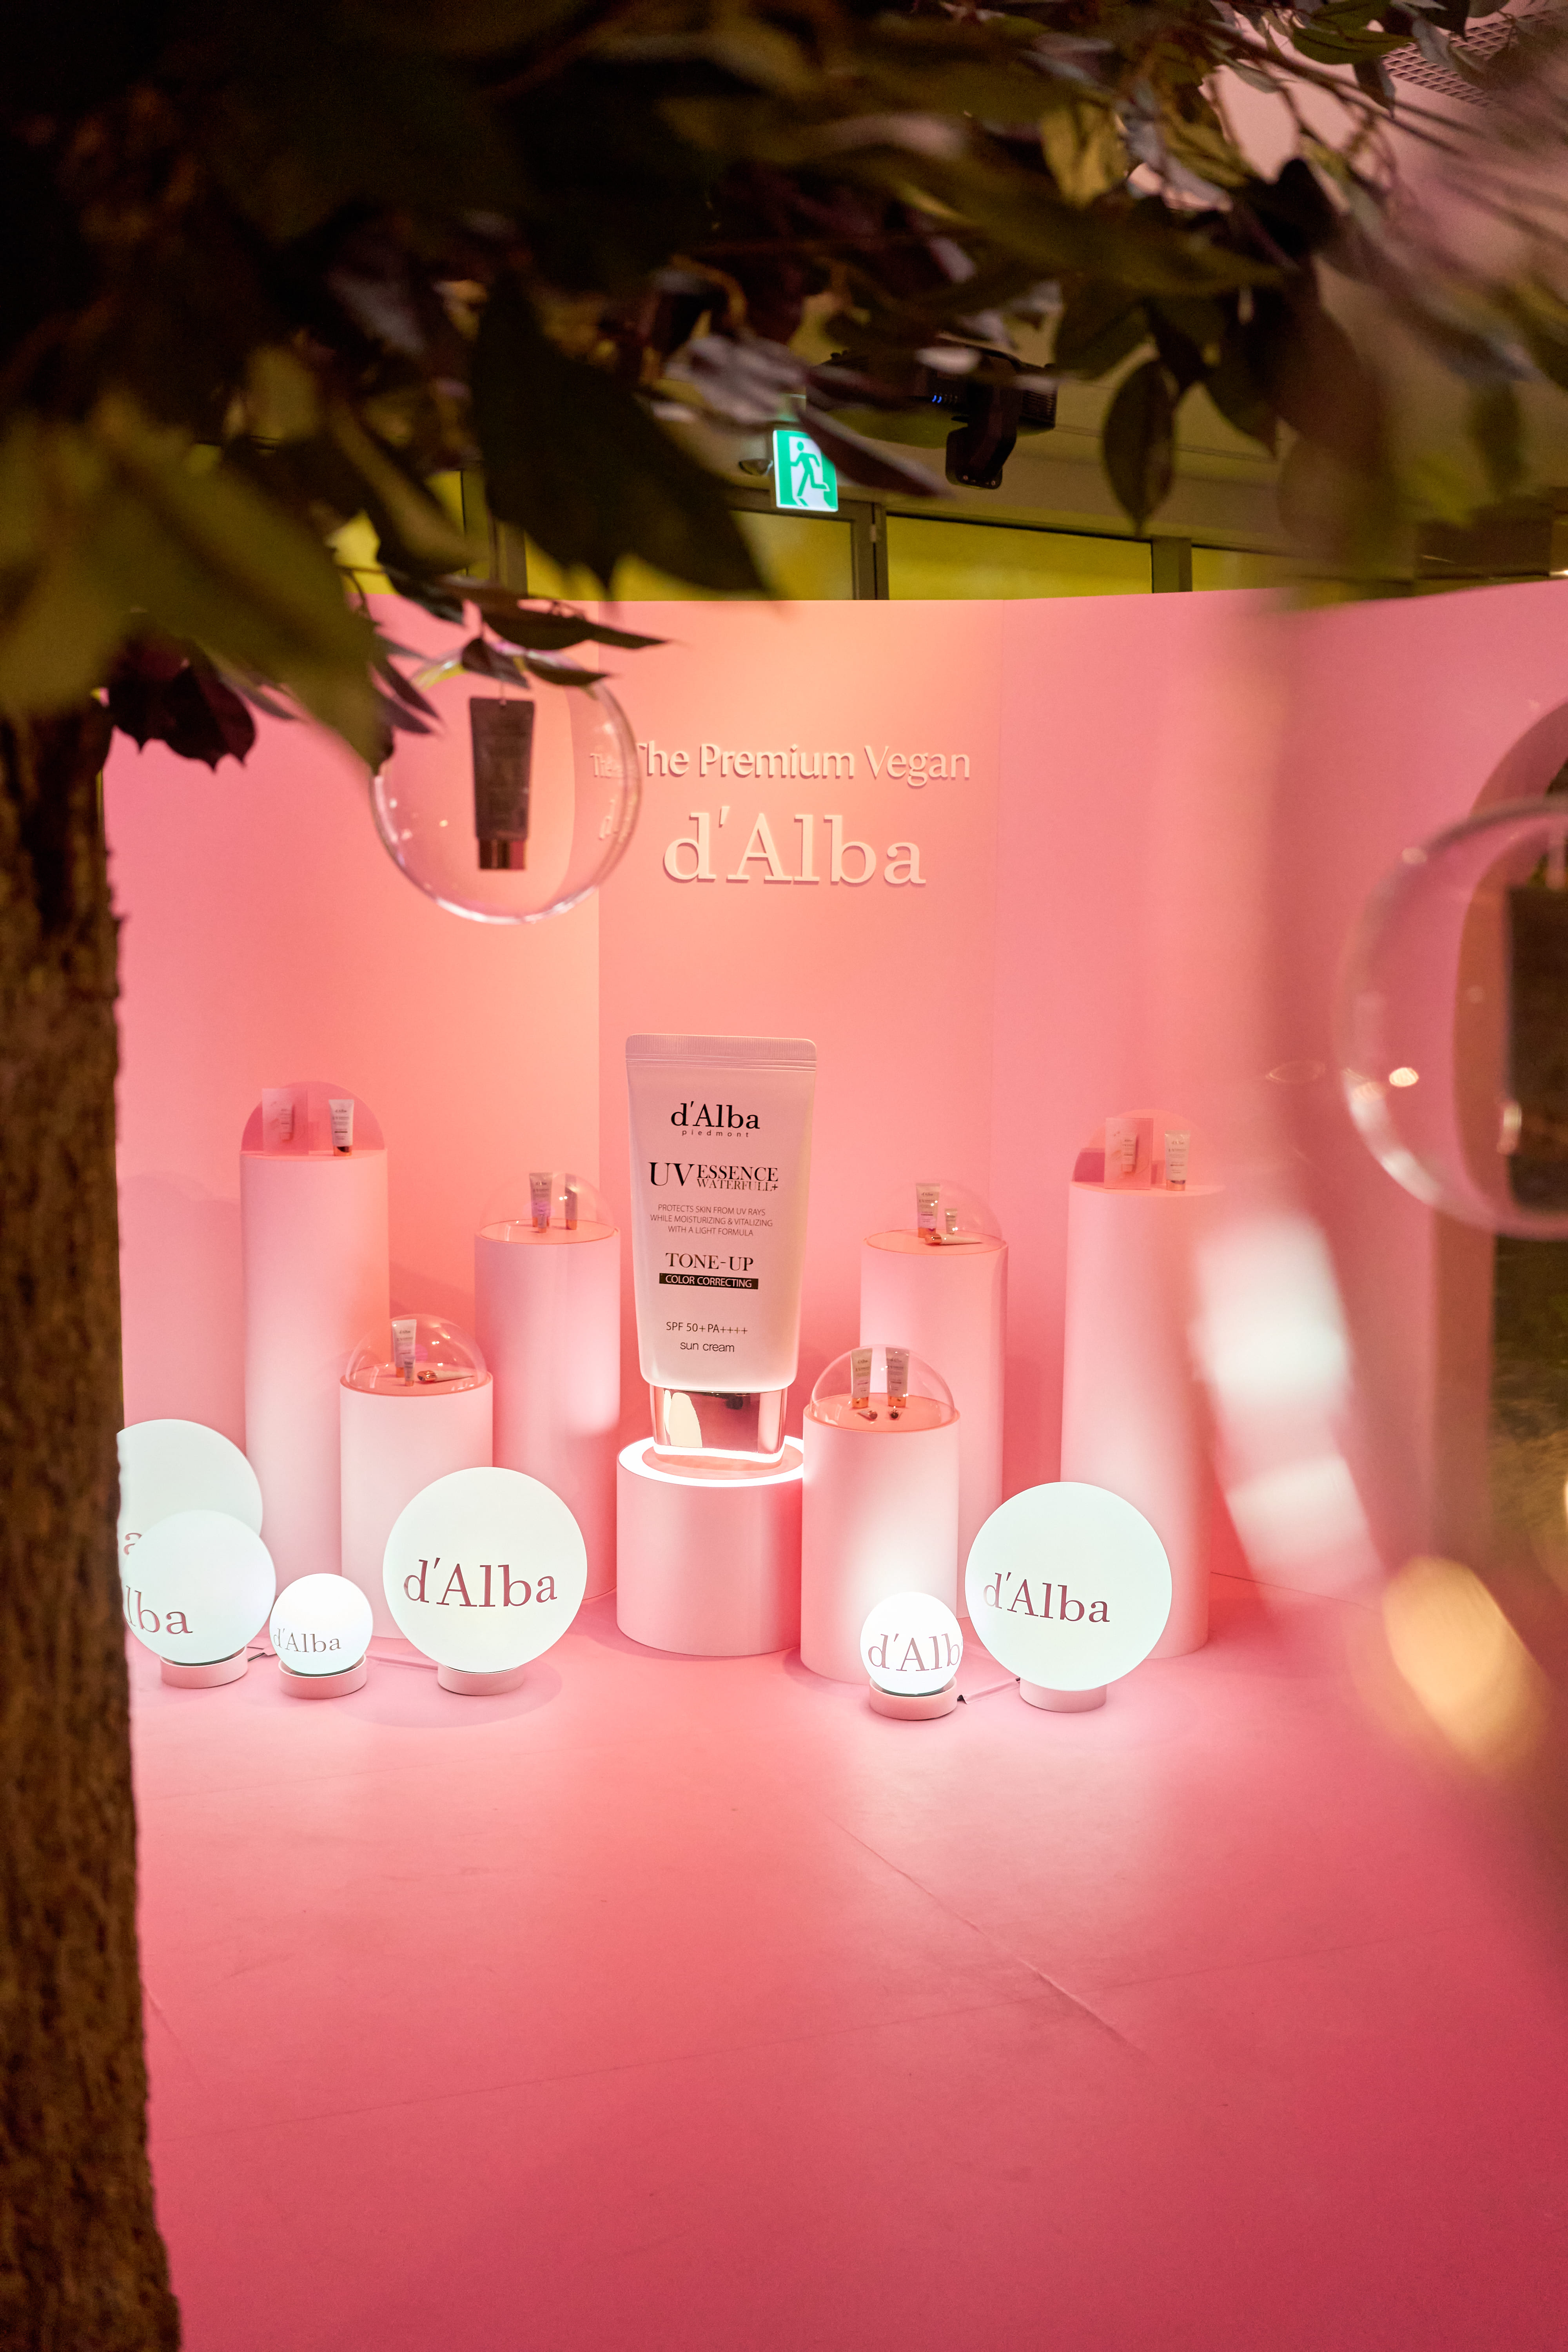 The Premium Vegan
d'Alba
d'Alba
piedmont
UV ESSENCE
WATERFULL+
PROTECTS SKIN FROM UV RAYS
WHILE MOISTURIZING & VITALIZING
WITH A LIGHT FORMULA
TONE-UP
COLOR CORRECTING
SPF 50+PA++++
sun cream
a
lba
d'Alba
d'Alba
d'Alb
d'Alba